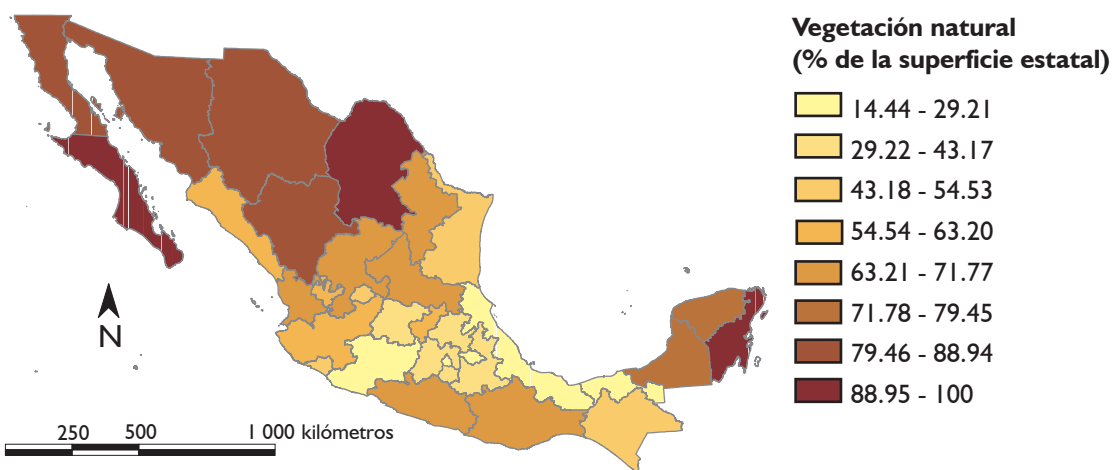 Vegetación natural
(% de la superficie estatal)
14.44 - 29.21
29.22 - 43.17
43.18 - 54.53
54.54 - 63.20
63.21 - 71.77
71.78 - 79.45
79.46 - 88.94
88.95 - 100
N
250 500 1 000 kilómetros